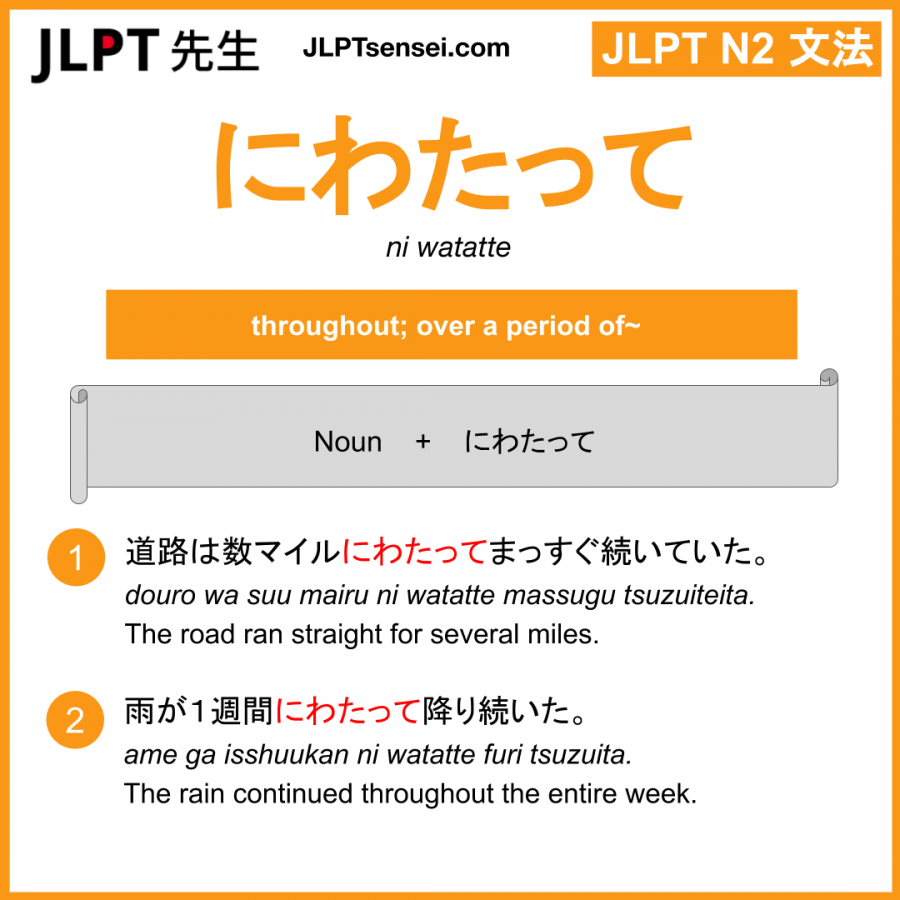 JLPT 先生
JLPTsensei.com
JLPT N2 文法
にわたって
ni watatte
throughout; over a period of~
Noun + にわたって
1 道路は数マイルにわたってまっすぐ続いていた。
douro wa suu mairu ni watatte massugu tsuzuiteita.
The road ran straight for several miles.
2 雨が１週間にわたって降り続いた。
ame ga isshuukan ni watatte furi tsuzuita.
The rain continued throughout the entire week.